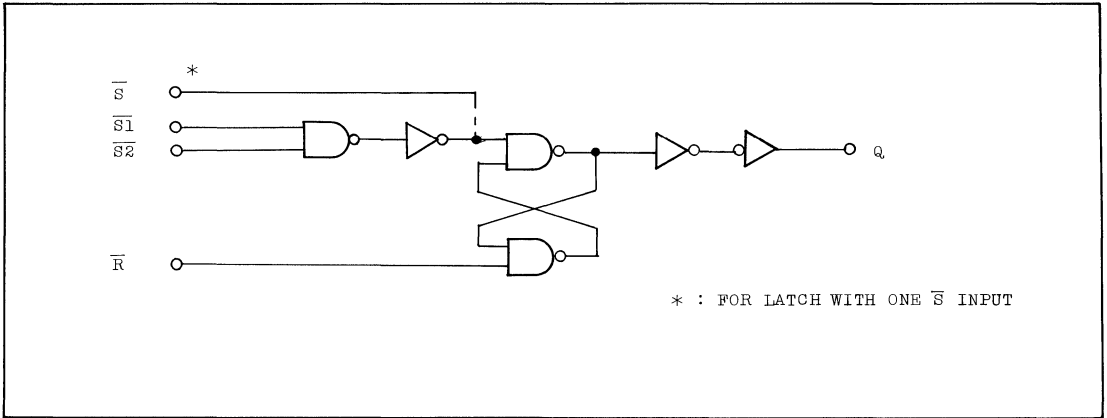 *
S̅
S̅1̅
S̅2̅
Q
R̅
* : FOR LATCH WITH ONE S̅ INPUT